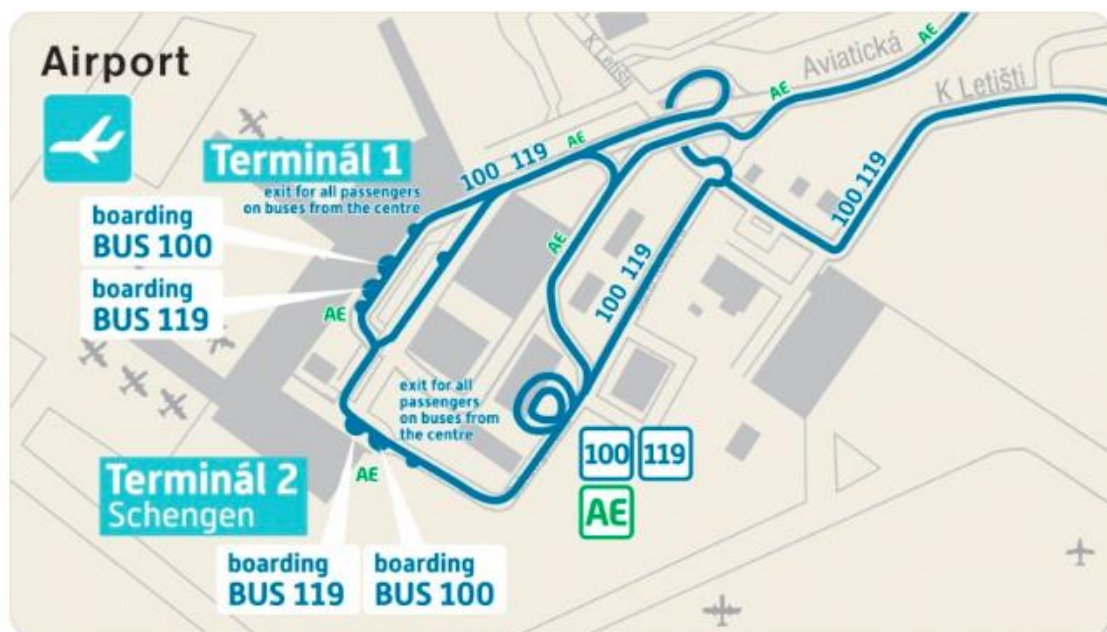 Airport
Terminál 1
exit for all passengers
on buses from the centre
boarding
BUS 100
boarding
BUS 119
AE
K Letišti
Aviatická
AE
AE
K Letišti
AE
100 119
100 119
AE
100 119
exit for all
passengers
on buses from
the centre
Terminál 2
Schengen
AE
100 119
AE
boarding
BUS 119
boarding
BUS 100